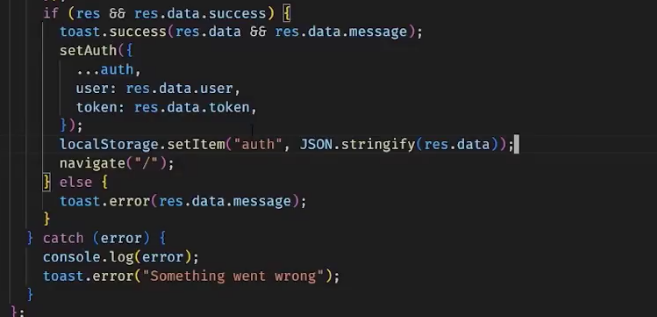 if (res && res.data.success) {
toast.success(res.data && res.data.message);
setAuth({
...auth,
user: res.data.user,
token: res.data.token,
});
localStorage.setItem("auth", JSON.stringify(res.data));
navigate("/");
} else {
toast.error(res.data.message);
}
} catch (error) {
console.log(error);
toast.error("Something went wrong");
}
};